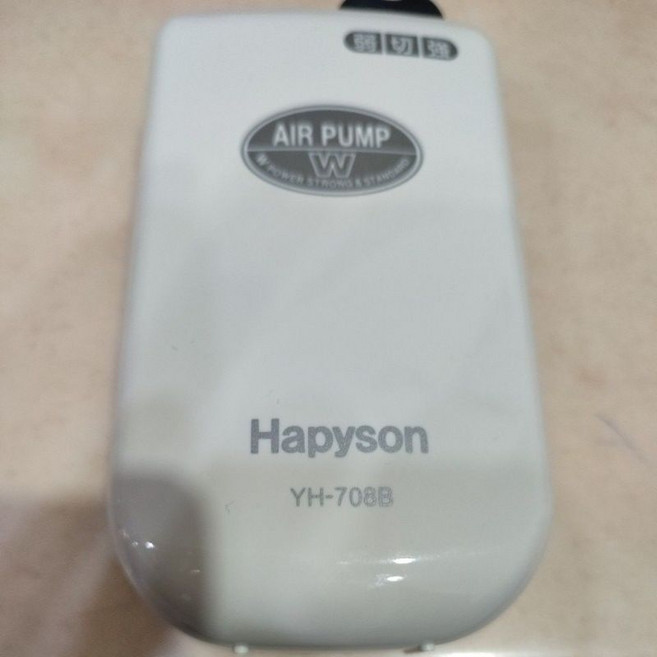 弱 切 強
AIR PUMP
W
W POWER STRONG & STANDARD
Hapyson
YH-708B